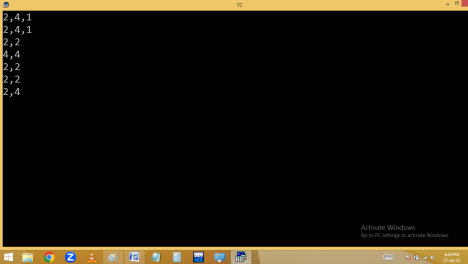 TC
2,4,1
2,4,1
2,2
4,4
2,2
2,2
2,4
Activate Windows
Go to PC settings to activate Windows.